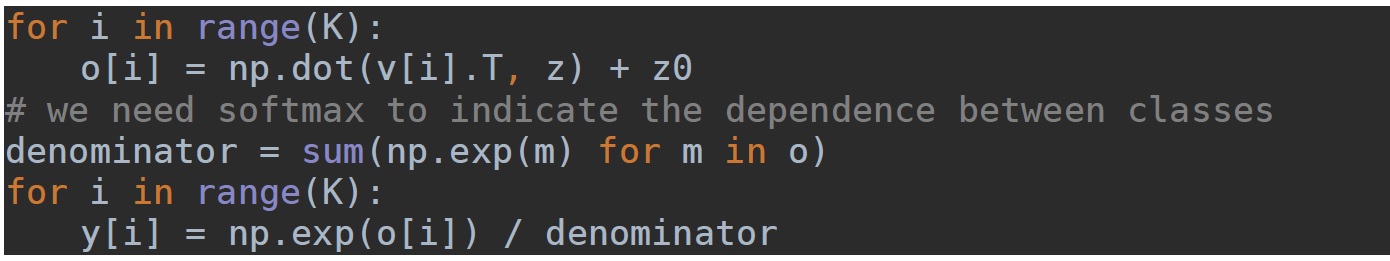 for i in range(K):
    o[i] = np.dot(v[i].T, z) + z0
# we need softmax to indicate the dependence between classes
denominator = sum(np.exp(m) for m in o)
for i in range(K):
    y[i] = np.exp(o[i]) / denominator